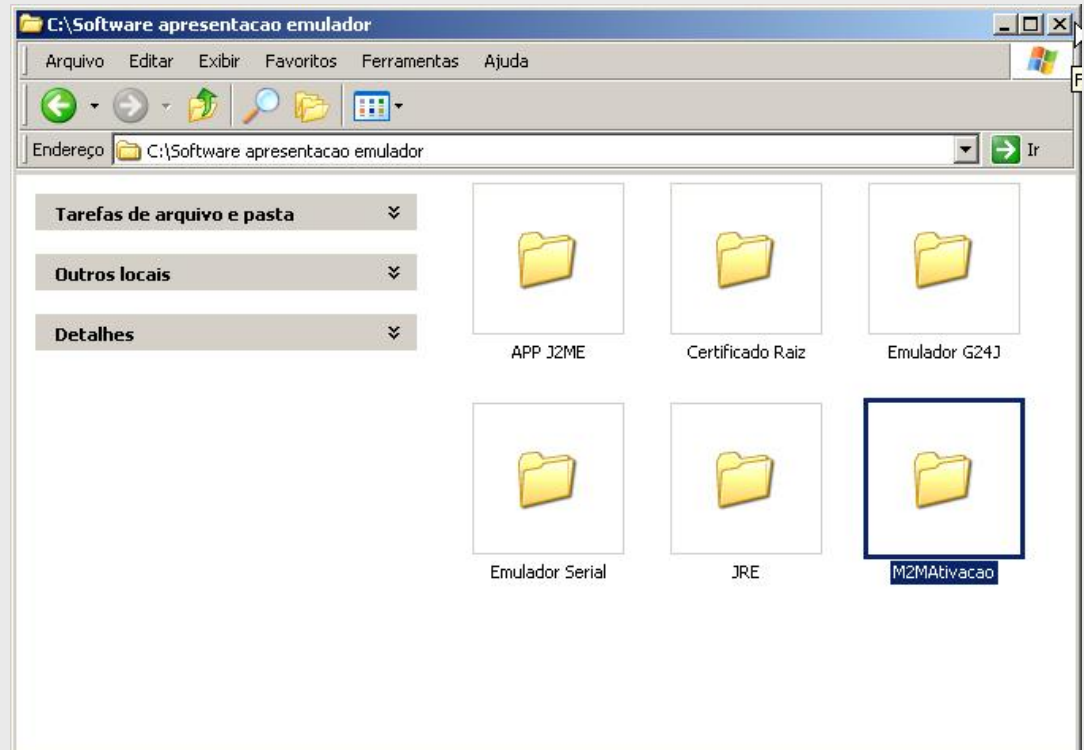 C:\Software apresentacao emulador
Arquivo Editar Exibir Favoritos Ferramentas Ajuda
F
Endereço C:\Software apresentacao emulador Ir
Tarefas de arquivo e pasta
Outros locais
Detalhes
APP J2ME Certificado Raiz Emulador G24J
Emulador Serial JRE M2MAtivacao